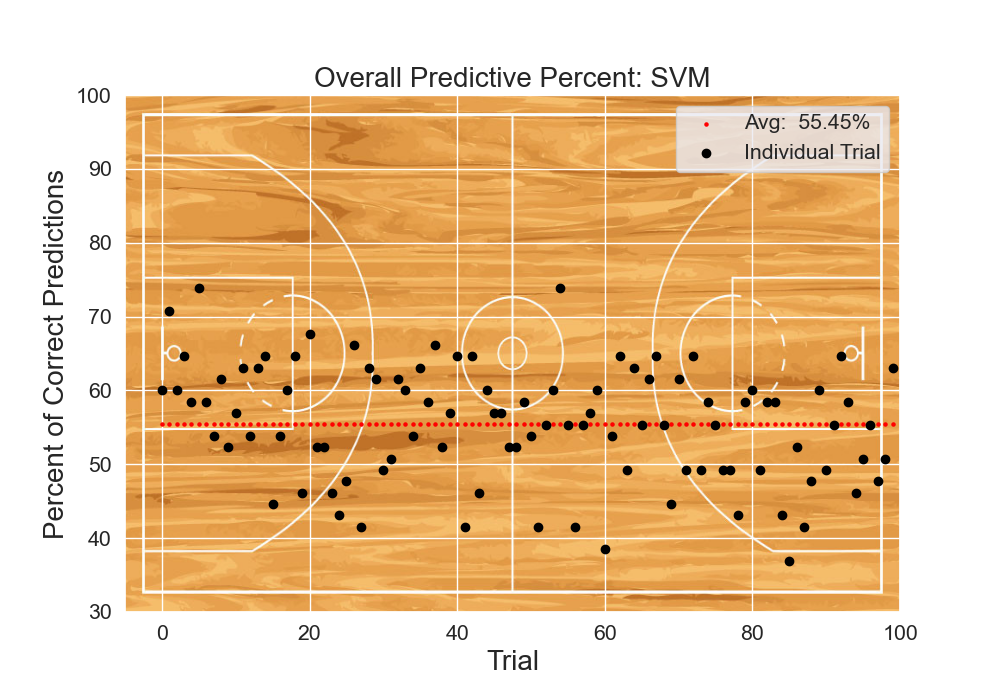 Overall Predictive Percent: SVM
100
90
80
70
60
50
40
30
Percent of Correct Predictions
Avg:  55.45%
Individual Trial
0 20 40 60 80 100
Trial